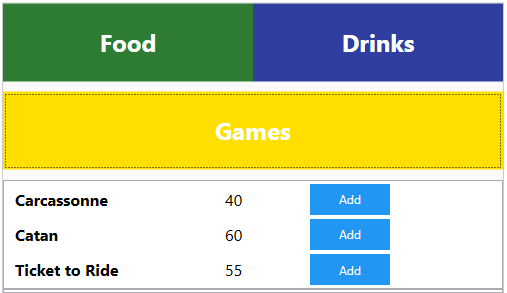 Food Drinks
Games
Carcassonne 40 Add
Catan 60 Add
Ticket to Ride 55 Add